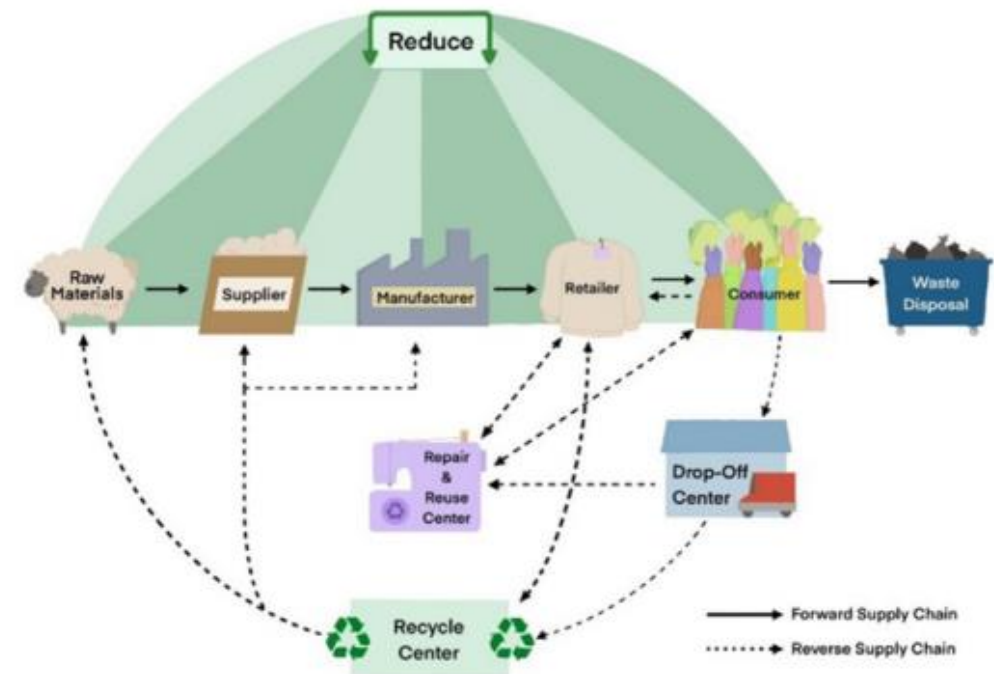 Reduce
Raw
Materials
Supplier
Manufacturer
Retailer
Consumer
Waste
Disposal
Repair
&
Reuse
Center
Drop-Off
Center
Recycle
Center
Forward Supply Chain
Reverse Supply Chain